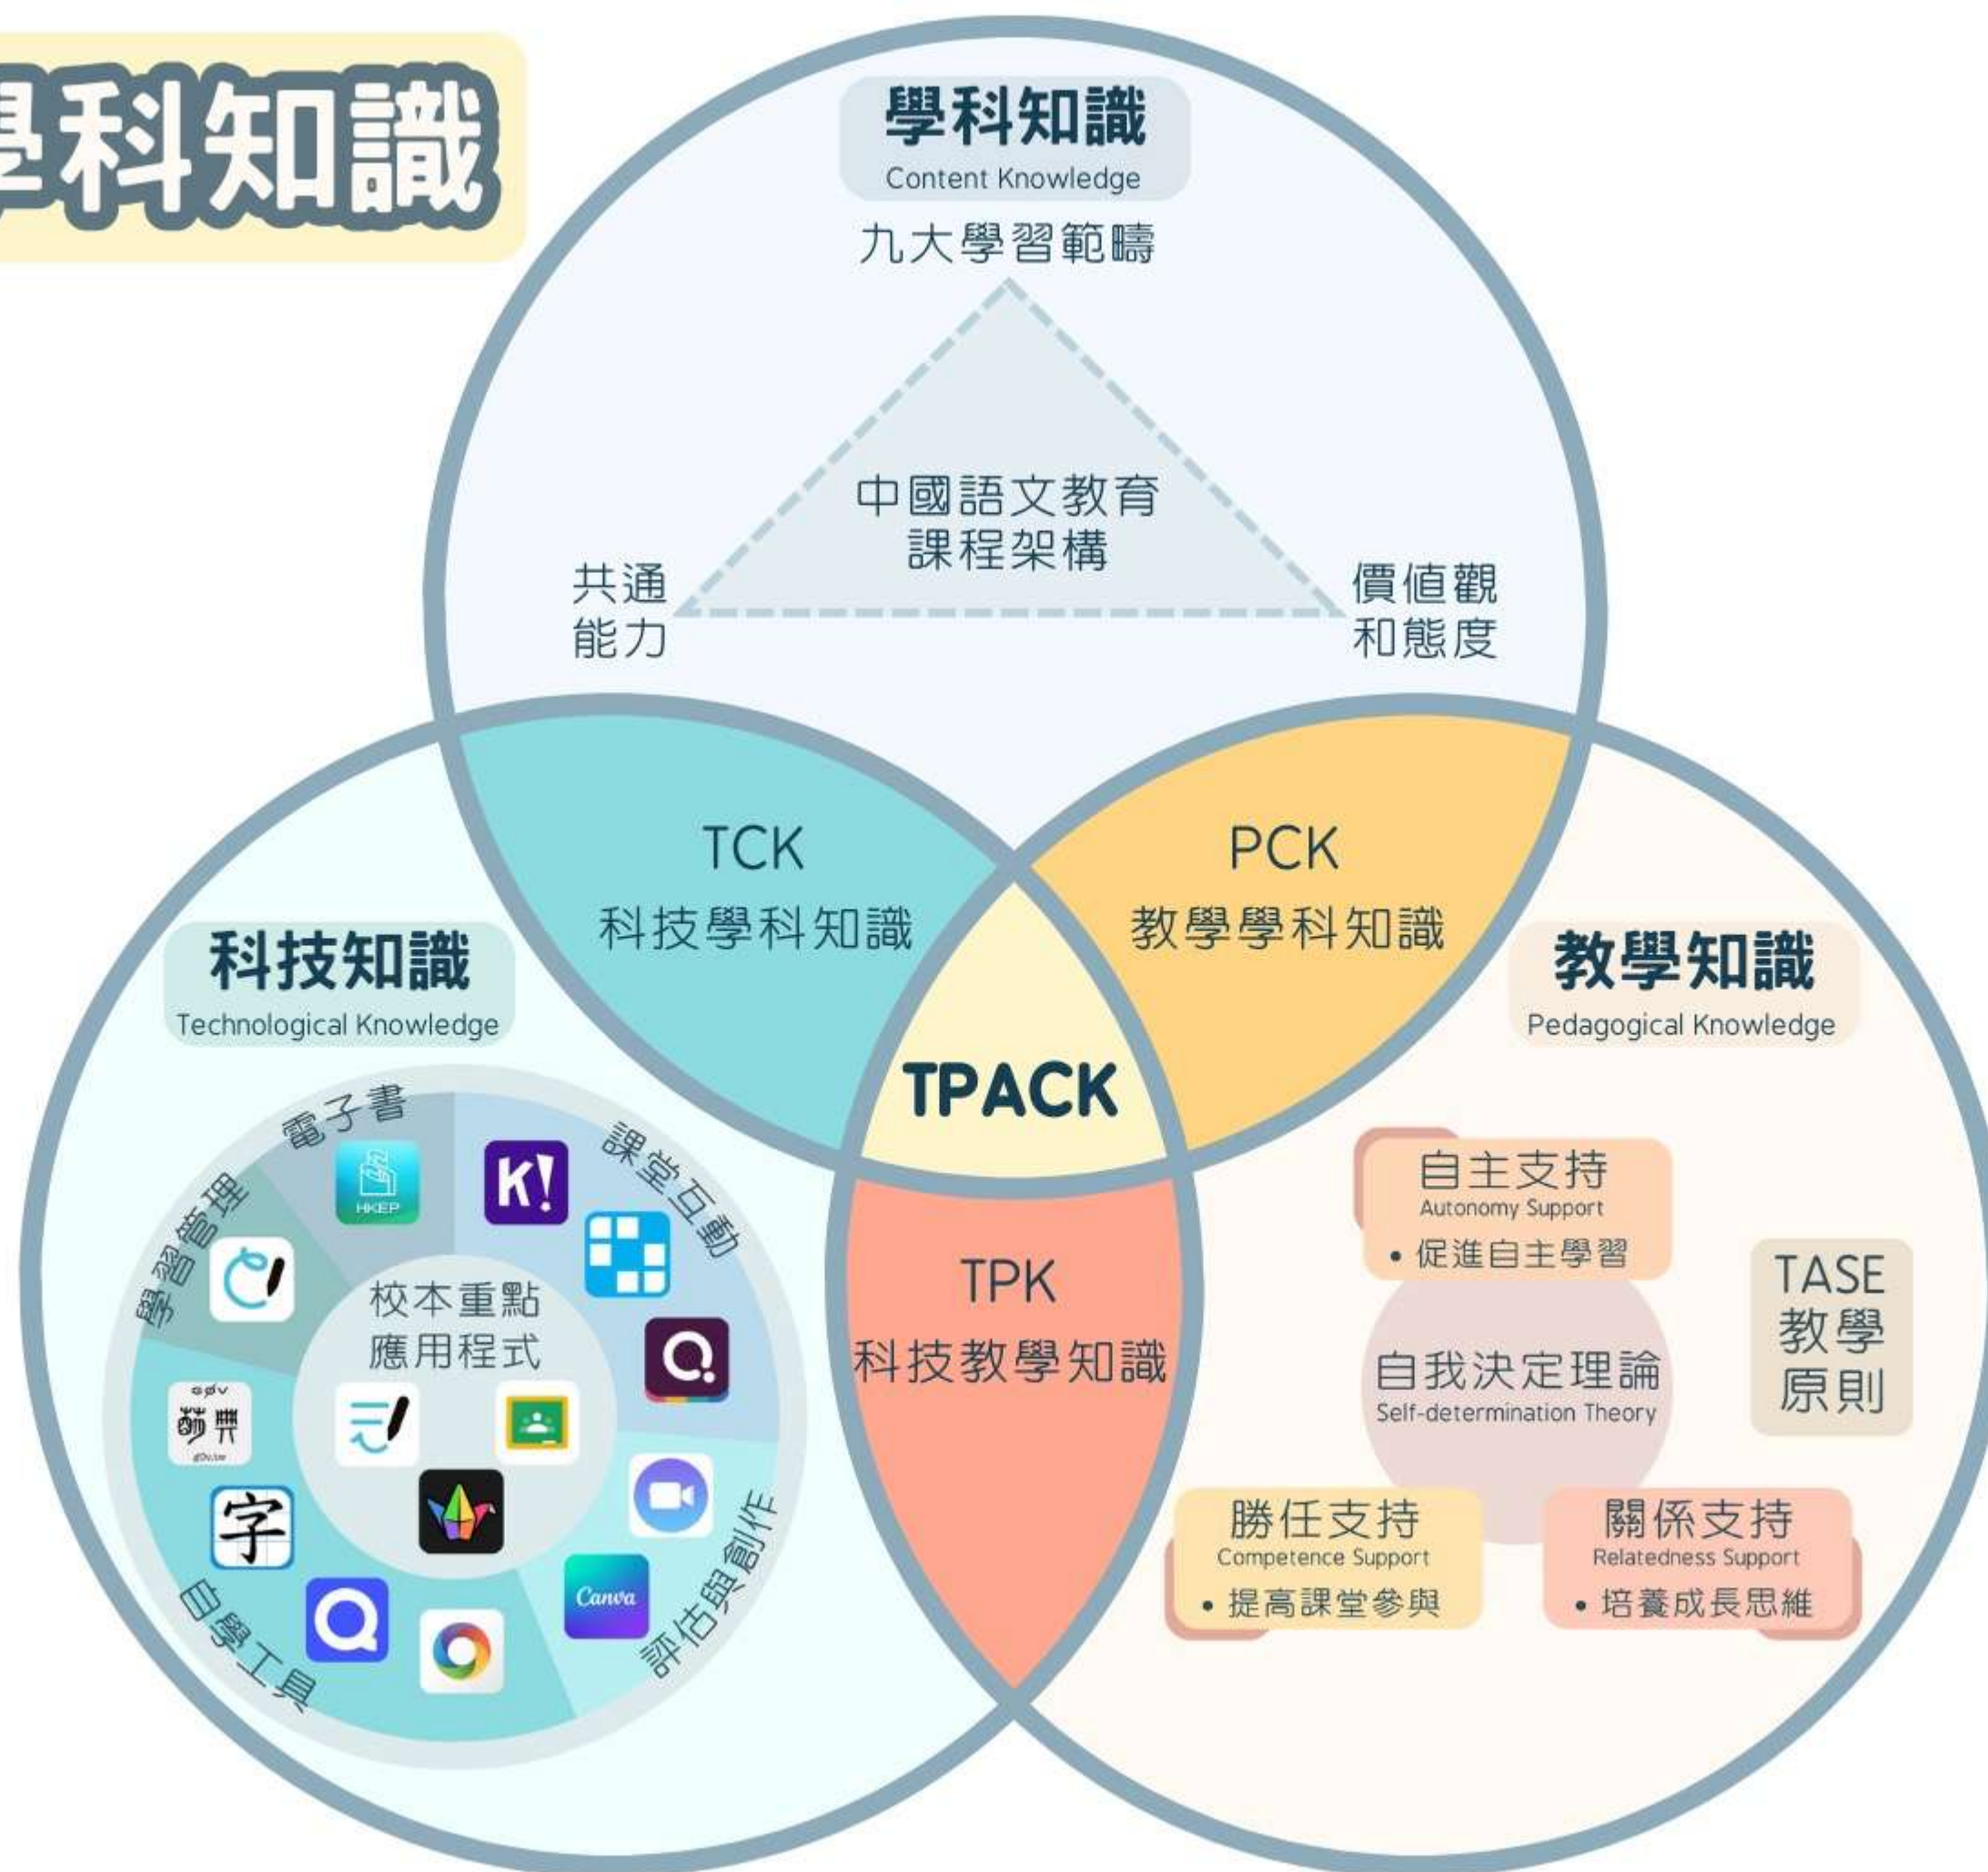 學科知識
學科知識
Content Knowledge
九大學習範疇
中國語文教育
課程架構
共通
能力
價值觀
和態度
TCK
科技學科知識
PCK
教學學科知識
科技知識
Technological Knowledge
教學知識
Pedagogical Knowledge
TPACK
電子書
課堂互動
學習管理
HKEP
K!
校本重點
應用程式
萌典
字
Canva
自學工具
評估與創作
TPK
科技教學知識
自主支持
Autonomy Support
• 促進自主學習
TASE
教學
原則
自我決定理論
Self-determination Theory
勝任支持
Competence Support
• 提高課堂參與
關係支持
Relatedness Support
• 培養成長思維